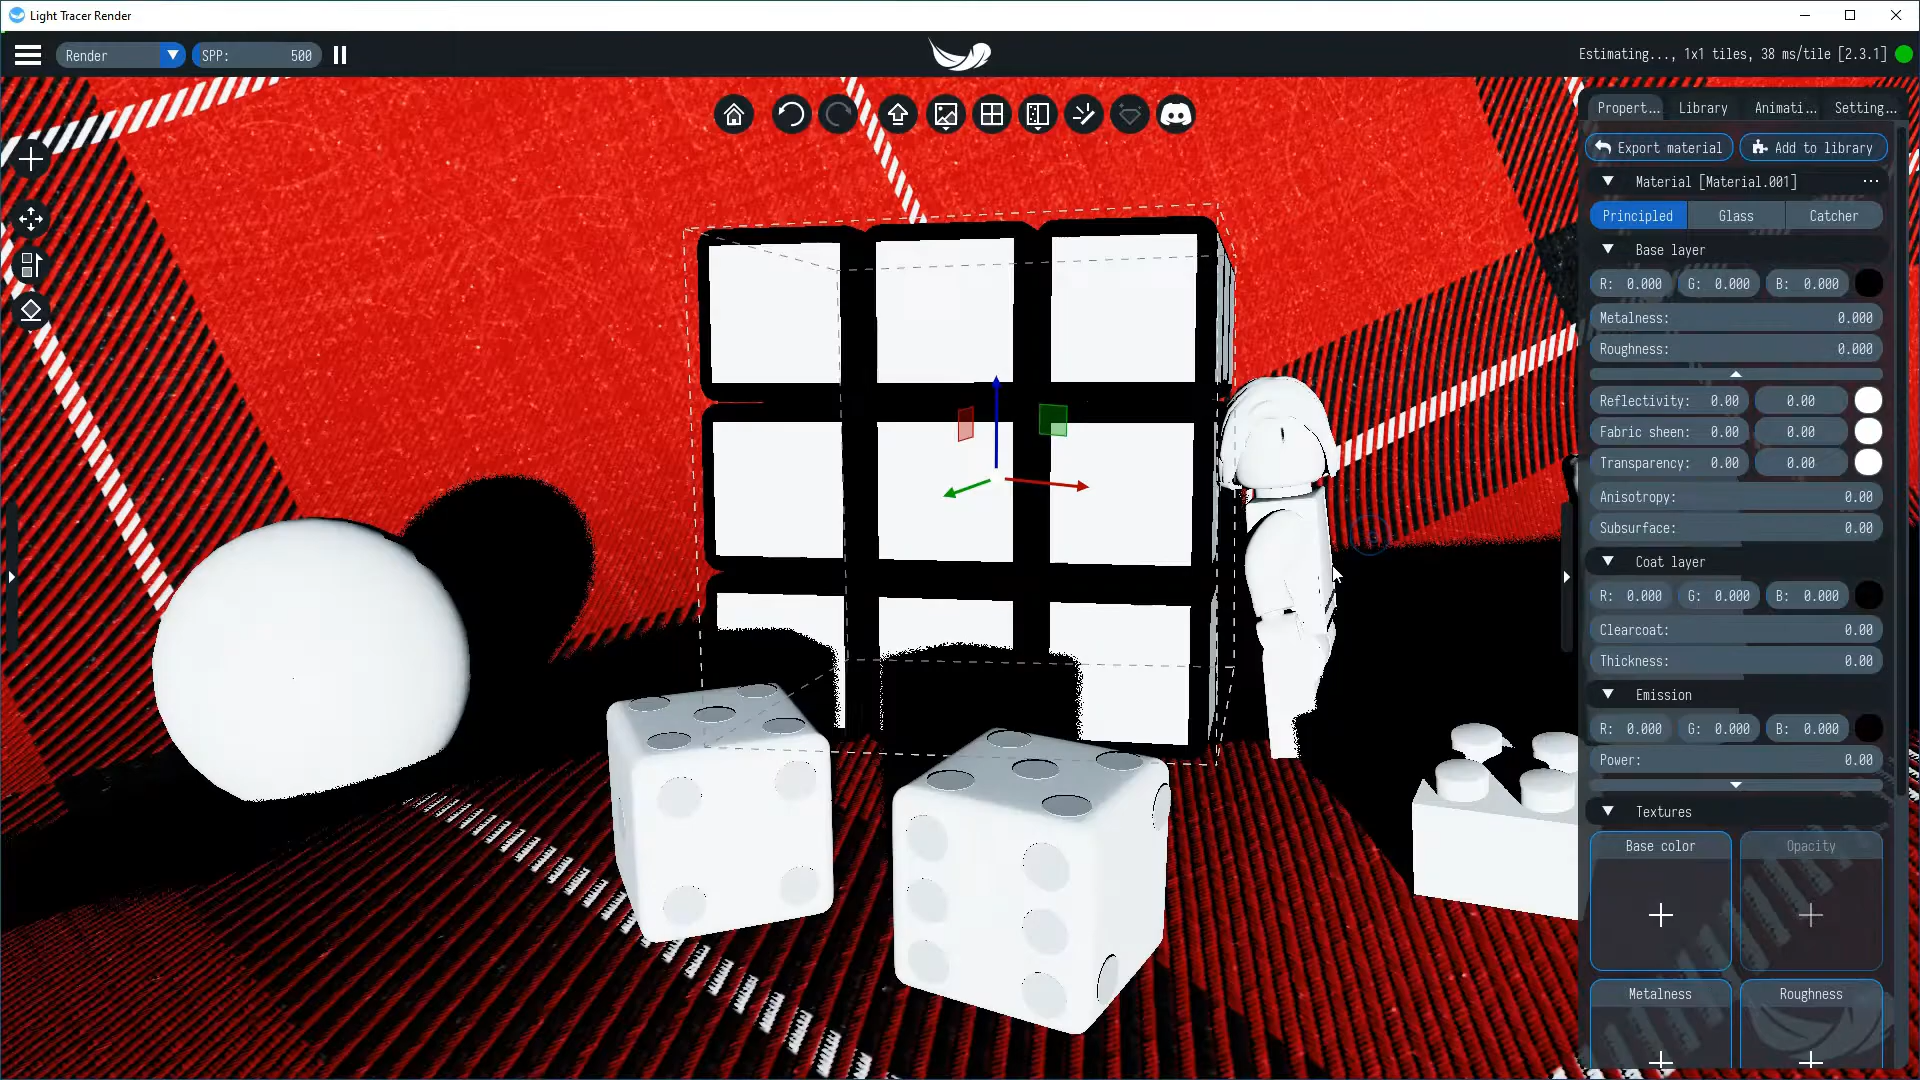 Light Tracer Render
Render
SPP: 500
Estimating..., 1x1 tiles, 38 ms/tile [2.3.1]
Propert... Library Animati... Setting...
Export material Add to library
Material [Material.001] ...
Principled Glass Catcher
Base layer
R: 0.000 G: 0.000 B: 0.000
Metalness: 0.000
Roughness: 0.000
Reflectivity: 0.00 0.00
Fabric sheen: 0.00 0.00
Transparency: 0.00 0.00
Anisotropy: 0.00
Subsurface: 0.00
Coat layer
R: 0.000 G: 0.000 B: 0.000
Clearcoat: 0.00
Thickness: 0.00
Emission
R: 0.000 G: 0.000 B: 0.000
Power: 0.00
Textures
Base color Opacity
Metalness Roughness